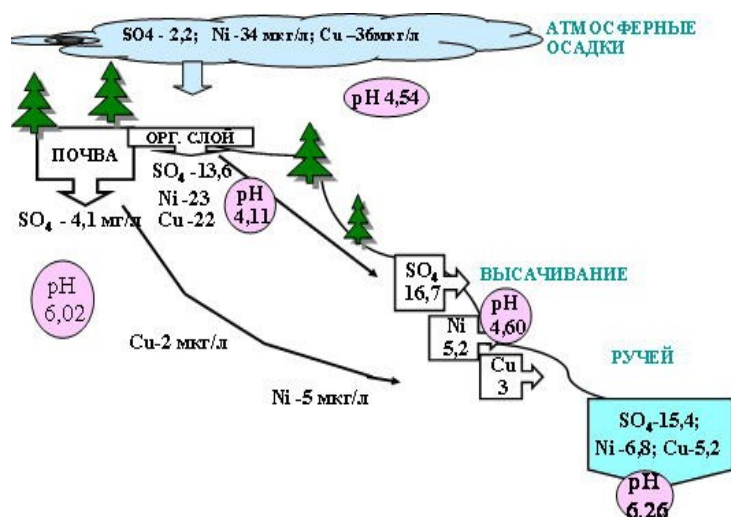 SO4 - 2,2; Ni -34 мкг/л; Cu -36мкг/л
АТМОСФЕРНЫЕ
ОСАДКИ
pH 4,54
ПОЧВА
ОРГ. СЛОЙ
SO₄ -13,6
Ni -23
Cu -22
pH
4,11
SO₄ - 4,1 мг/л
pH
6,02
SO₄
16,7
ВЫСАЧИВАНИЕ
pH
4,60
Ni
5,2
Cu
3
Cu-2 мкг/л
Ni -5 мкг/л
РУЧЕЙ
SO₄-15,4;
Ni -6,8; Cu-5,2
pH
6,26